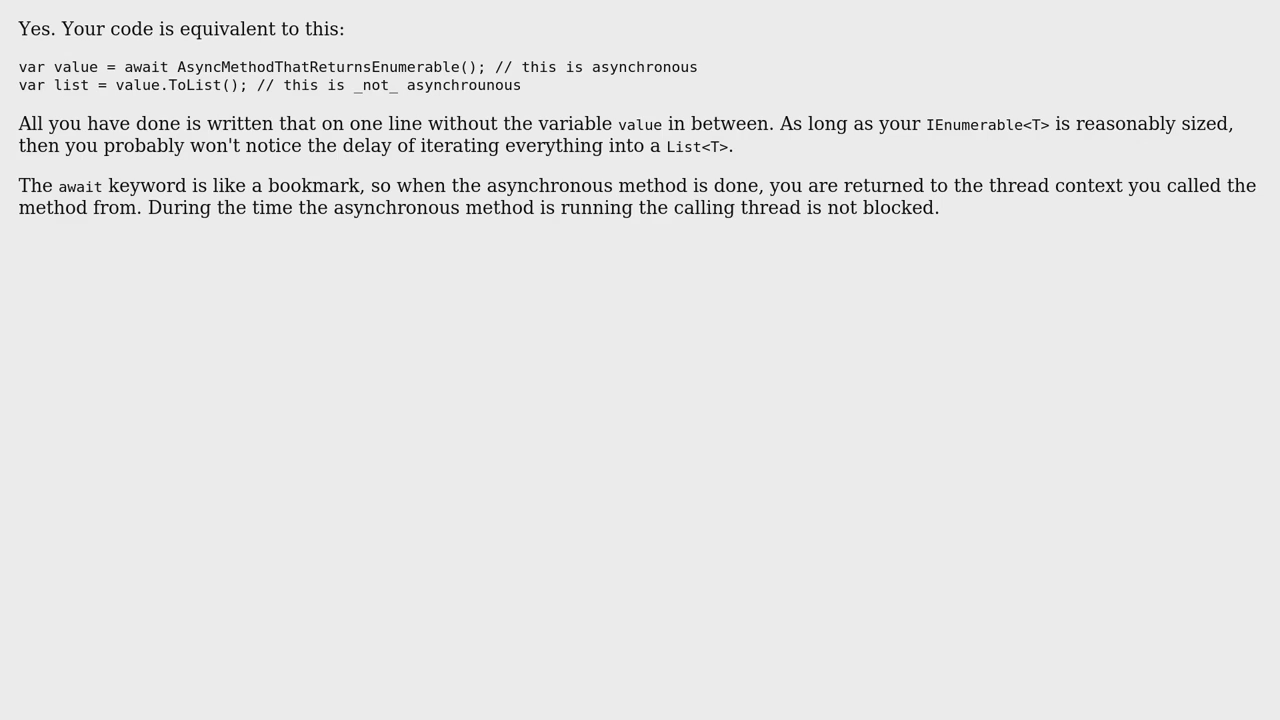 Yes. Your code is equivalent to this:
var value = await AsyncMethodThatReturnsEnumerable(); // this is asynchronous
var list = value.ToList(); // this is _not_ asynchrounous
All you have done is written that on one line without the variable value in between. As long as your IEnumerable<T> is reasonably sized,
then you probably won't notice the delay of iterating everything into a List<T>.
The await keyword is like a bookmark, so when the asynchronous method is done, you are returned to the thread context you called the
method from. During the time the asynchronous method is running the calling thread is not blocked.